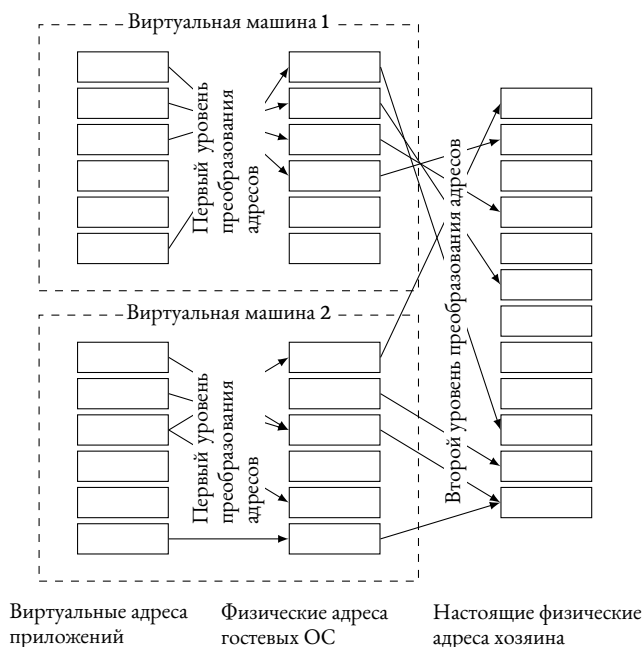 Виртуальная машина 1
Первый уровень
преобразования
адресов
Второй уровень преобразования адресов
Виртуальная машина 2
Первый уровень
преобразования
адресов
Виртуальные адреса
приложений
Физические адреса
гостевых ОС
Настоящие физические
адреса хозяина